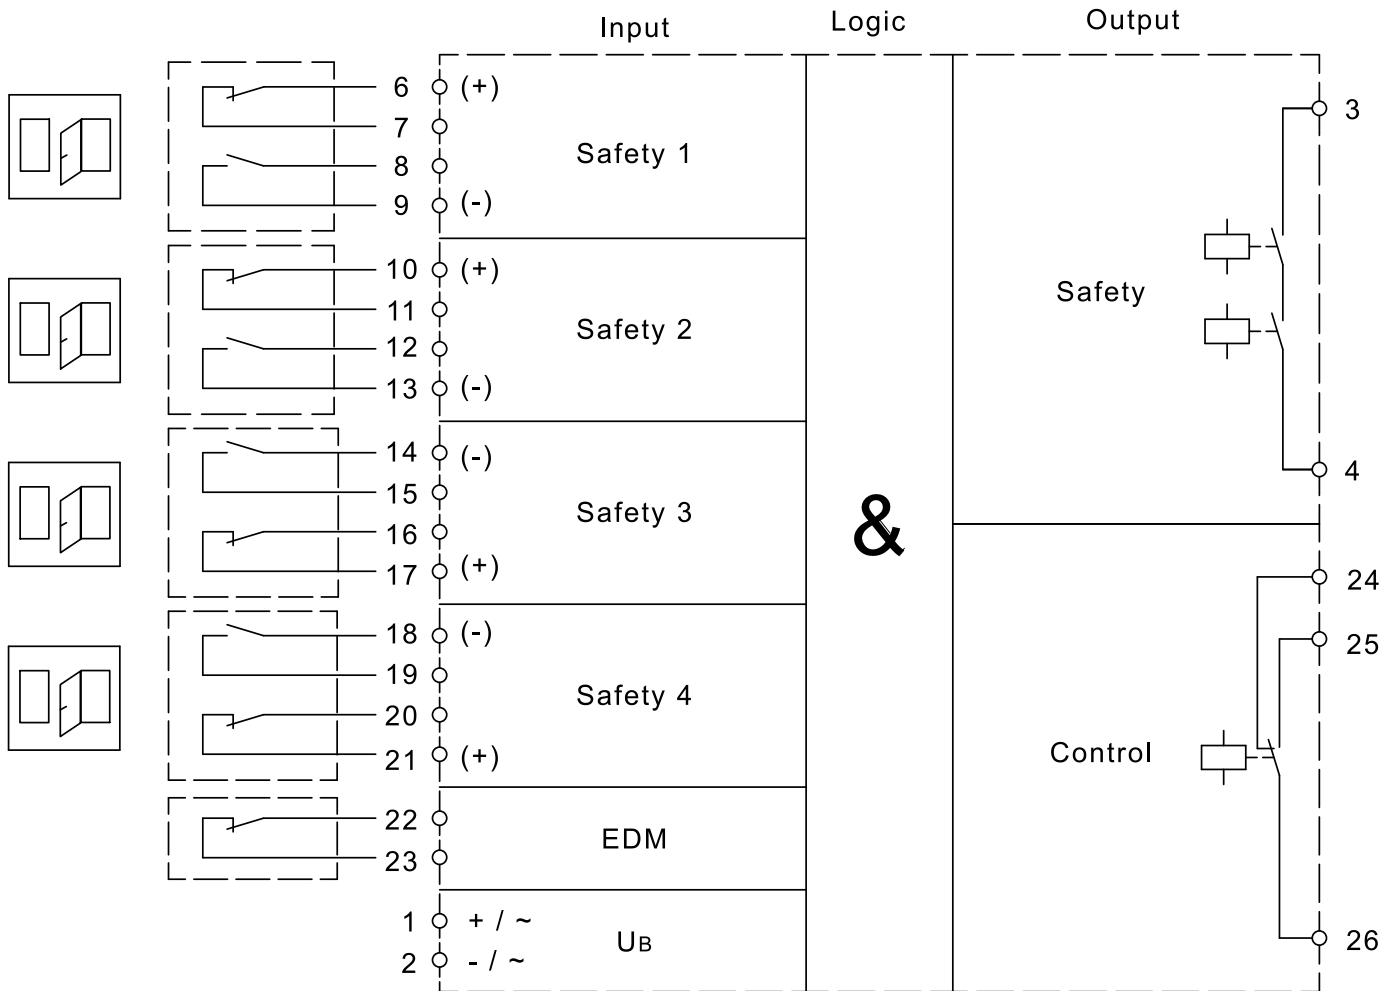 Input
Logic
Output
6 (+)
7
8
9 (-)
Safety 1
10 (+)
11
12
13 (-)
Safety 2
14 (-)
15
16
17 (+)
Safety 3
18 (-)
19
20
21 (+)
Safety 4
22
23
EDM
1 + / ~
2 - / ~
UB
&
3
Safety
4
24
25
Control
26